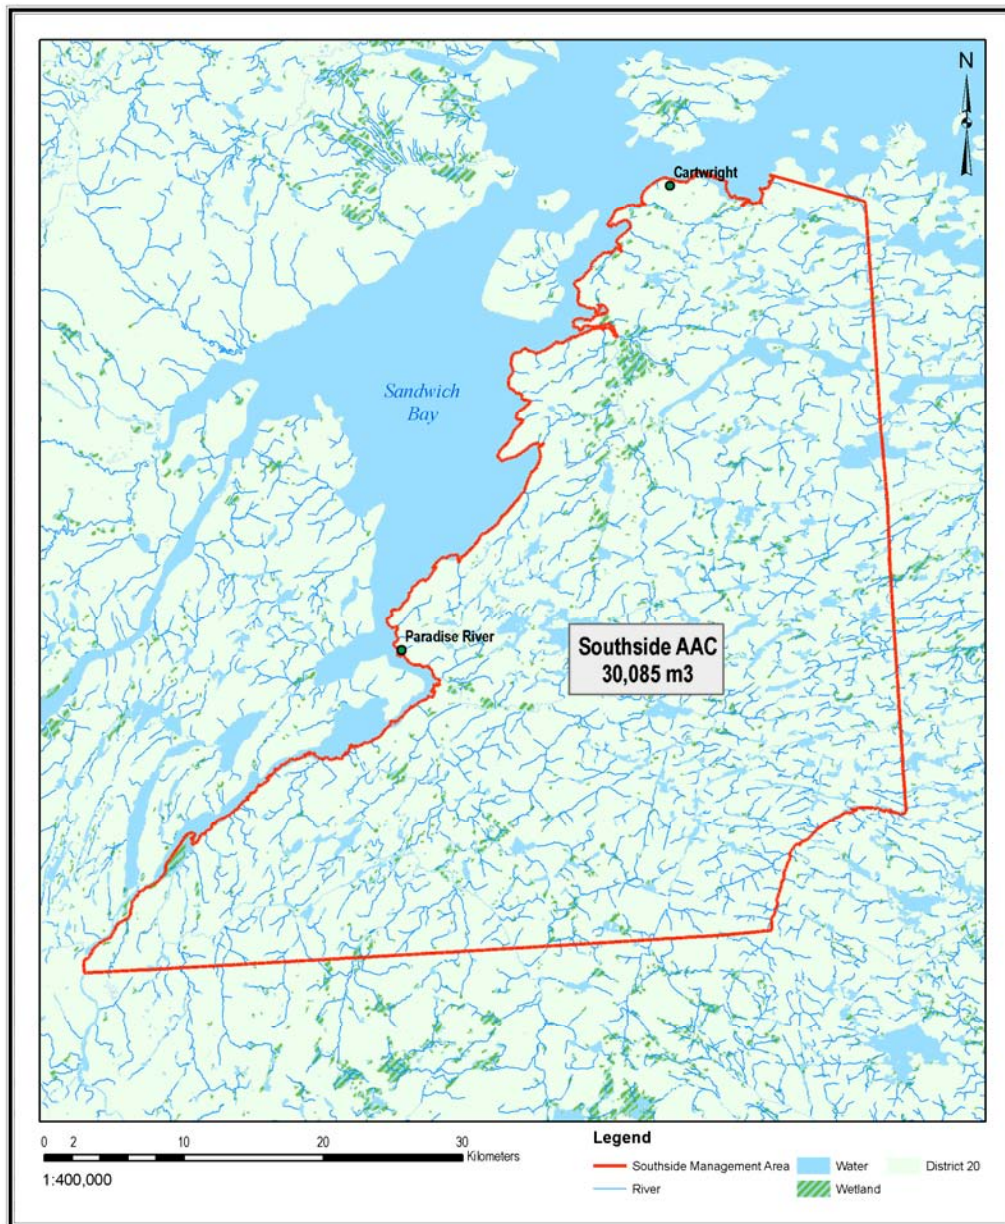 N
Cartwright
Sandwich
Bay
Paradise River
Southside AAC
30,085 m3
0 2 10 20 30
Kilometers
1:400,000
Legend
Southside Management Area
Water
District 20
River
Wetland